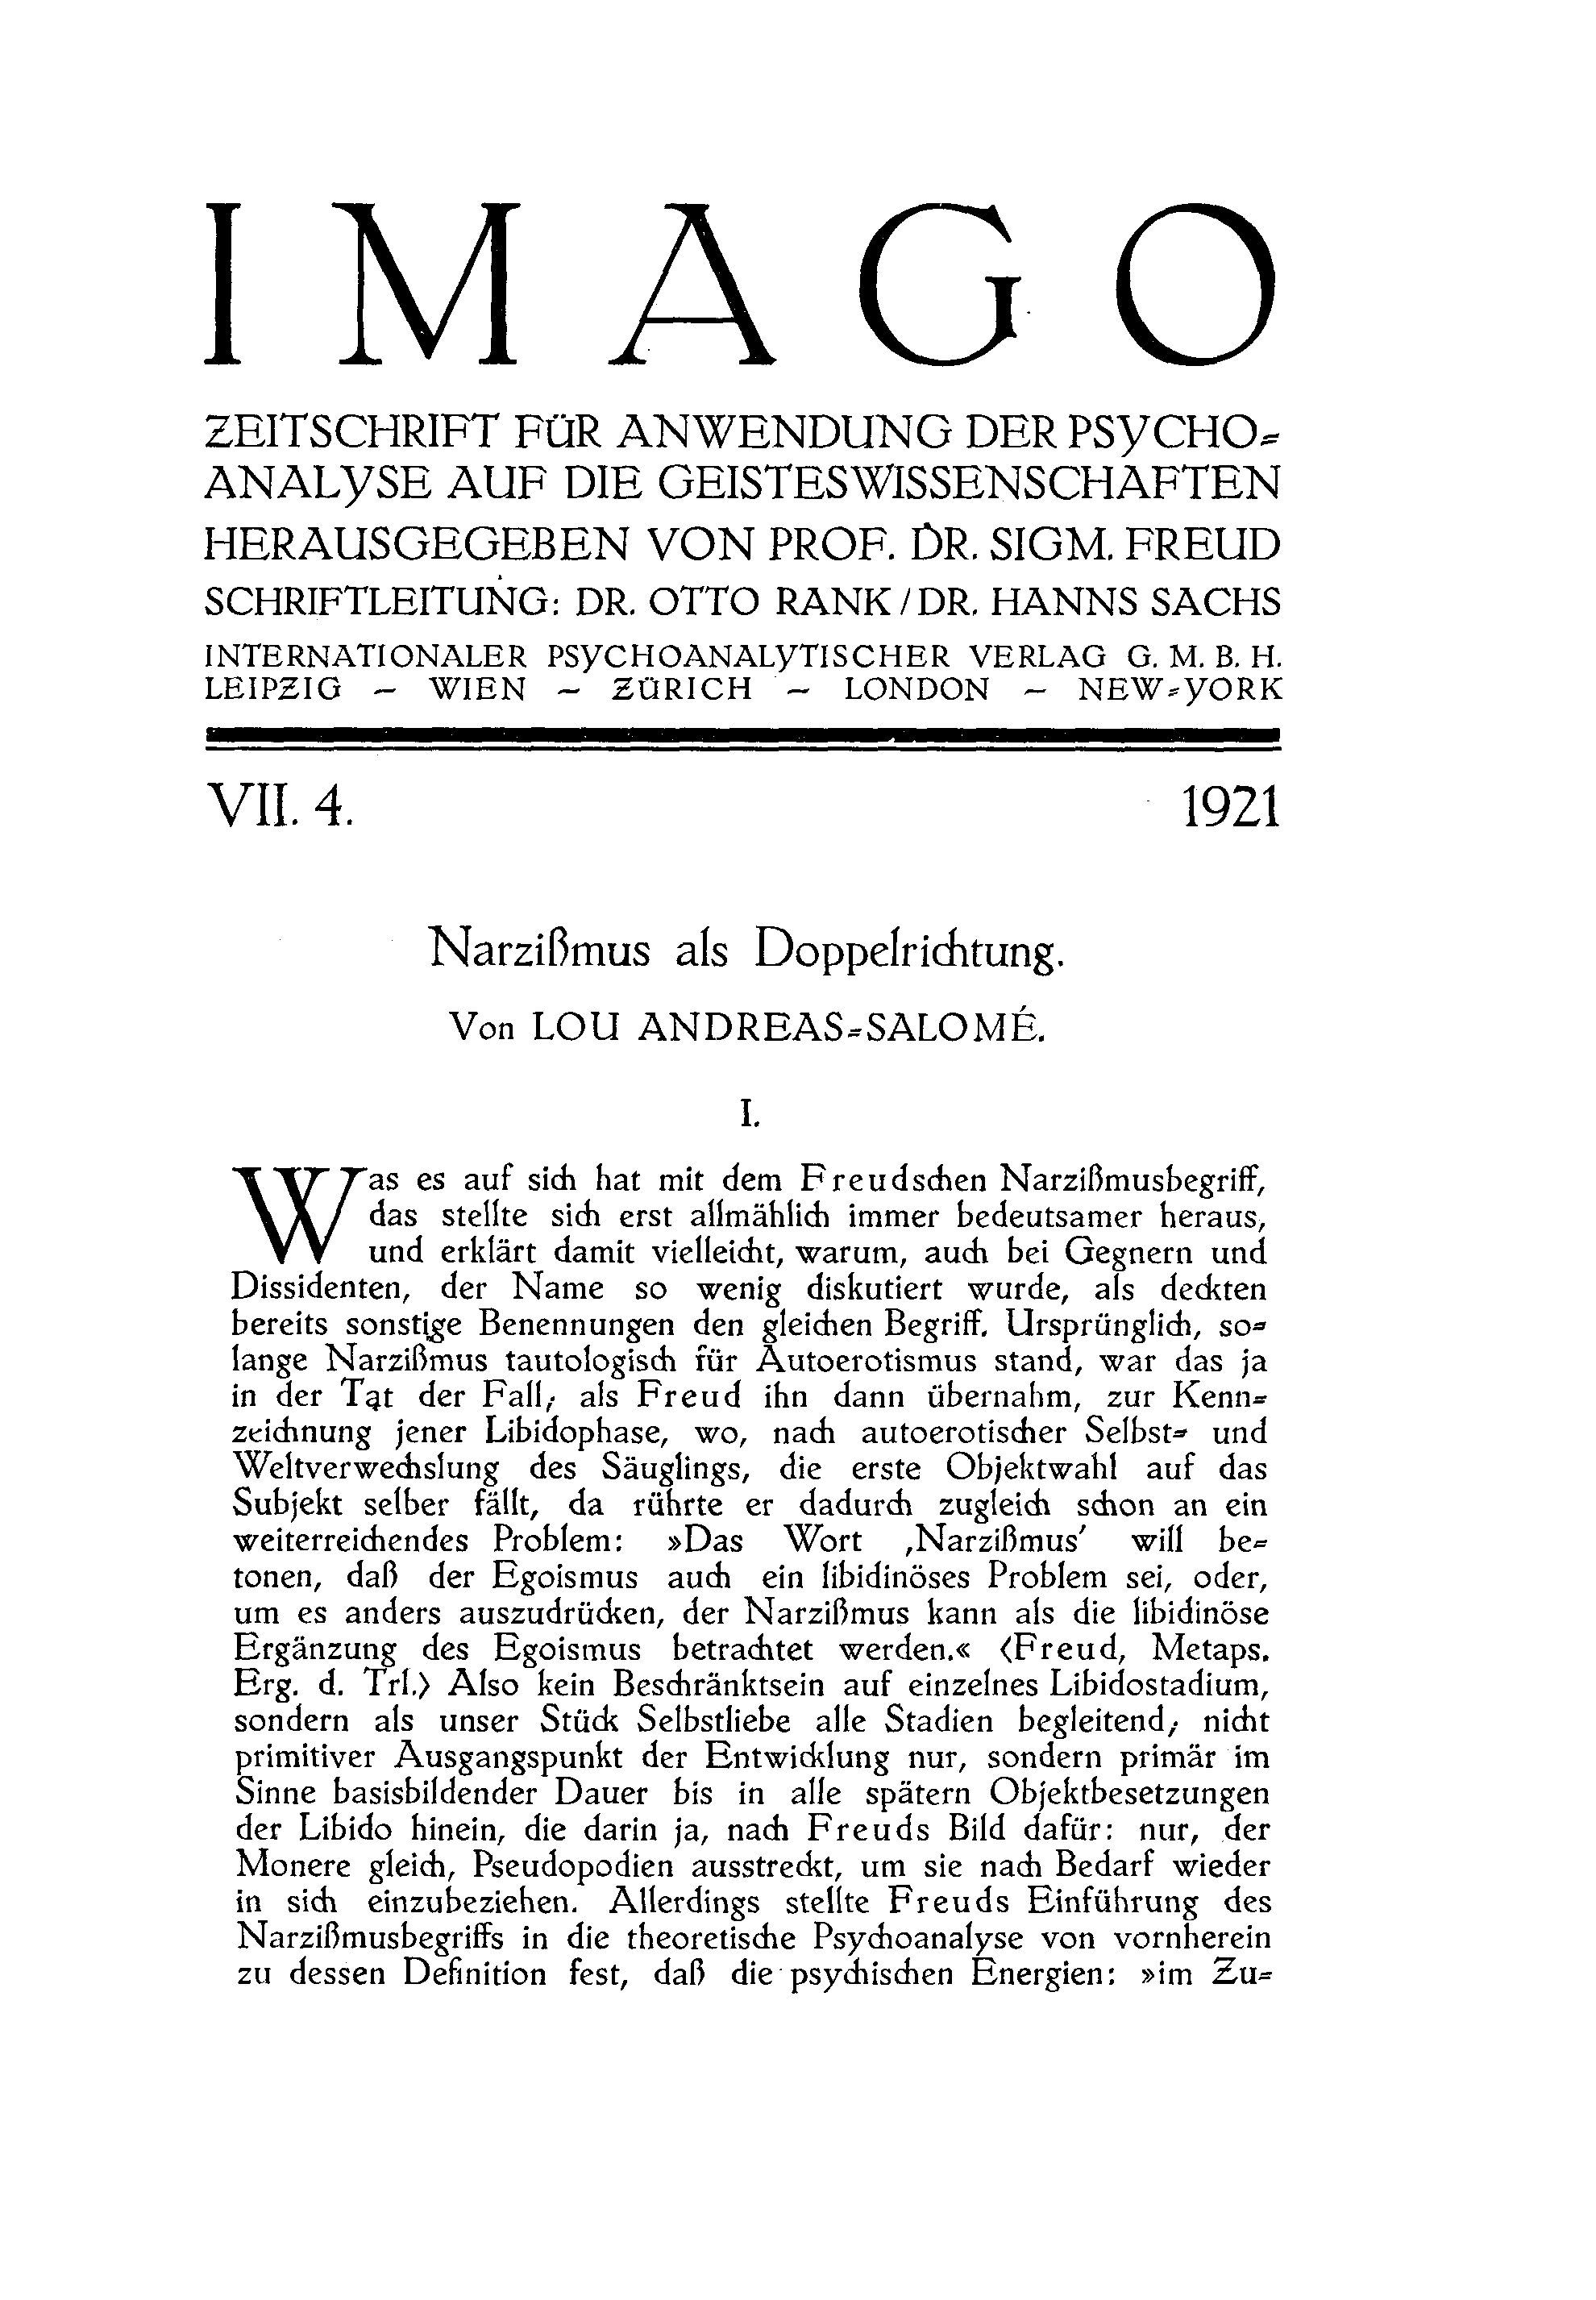 IMAGO
ZEITSCHRIFT FÜR ANWENDUNG DER PSYCHO-
ANALYSE AUF DIE GEISTESWISSENSCHAFTEN
HERAUSGEGEBEN VON PROF. DR. SIGM. FREUD
SCHRIFTLEITUNG: DR. OTTO RANK / DR. HANNS SACHS
INTERNATIONALER PSYCHOANALYTISCHER VERLAG G. M. B. H.
LEIPZIG – WIEN – ZÜRICH – LONDON – NEW-YORK
VII. 4. 1921
Narzißmus als Doppelrichtung.
Von LOU ANDREAS-SALOMÉ.
I.
Was es auf sich hat mit dem Freudschen Narzißmusbegriff,
das stellte sich erst allmählich immer bedeutsamer heraus,
und erklärt damit vielleicht, warum, auch bei Gegnern und
Dissidenten, der Name so wenig diskutiert wurde, als deckten
bereits sonstige Benennungen den gleichen Begriff. Ursprünglich, so-
lange Narzißmus tautologisch für Autoerotismus stand, war das ja
in der Tat der Fall; als Freud ihn dann übernahm, zur Kenn-
zeichnung jener Libidophase, wo, nach autoerotischer Selbst- und
Weltverwechslung des Säuglings, die erste Objektwahl auf das
Subjekt selber fällt, da rührte er dadurch zugleich schon an ein
weiterreichendes Problem: »Das Wort ‚Narzißmus’ will be-
tonen, daß der Egoismus auch ein libidinöses Problem sei, oder,
um es anders auszudrücken, der Narzißmus kann als die libidinöse
Ergänzung des Egoismus betrachtet werden.« (Freud, Metaps.
Erg. d. Trl.) Also kein Beschränktsein auf einzelnes Libidostadium,
sondern als unser Stück Selbstliebe alle Stadien begleitend; nicht
primitiver Ausgangspunkt der Entwicklung nur, sondern primär im
Sinne basisbildender Dauer bis in alle spätern Objektbesetzungen
der Libido hinein, die darin ja, nach Freuds Bild dafür: nur, der
Monere gleich, Pseudopodien ausstreckt, um sie nach Bedarf wieder
in sich einzubeziehen. Allerdings stellte Freuds Einführung des
Narzißmusbegriffs in die theoretische Psychoanalyse von vornherein
zu dessen Definition fest, daß die psychischen Energien: »im Zu-